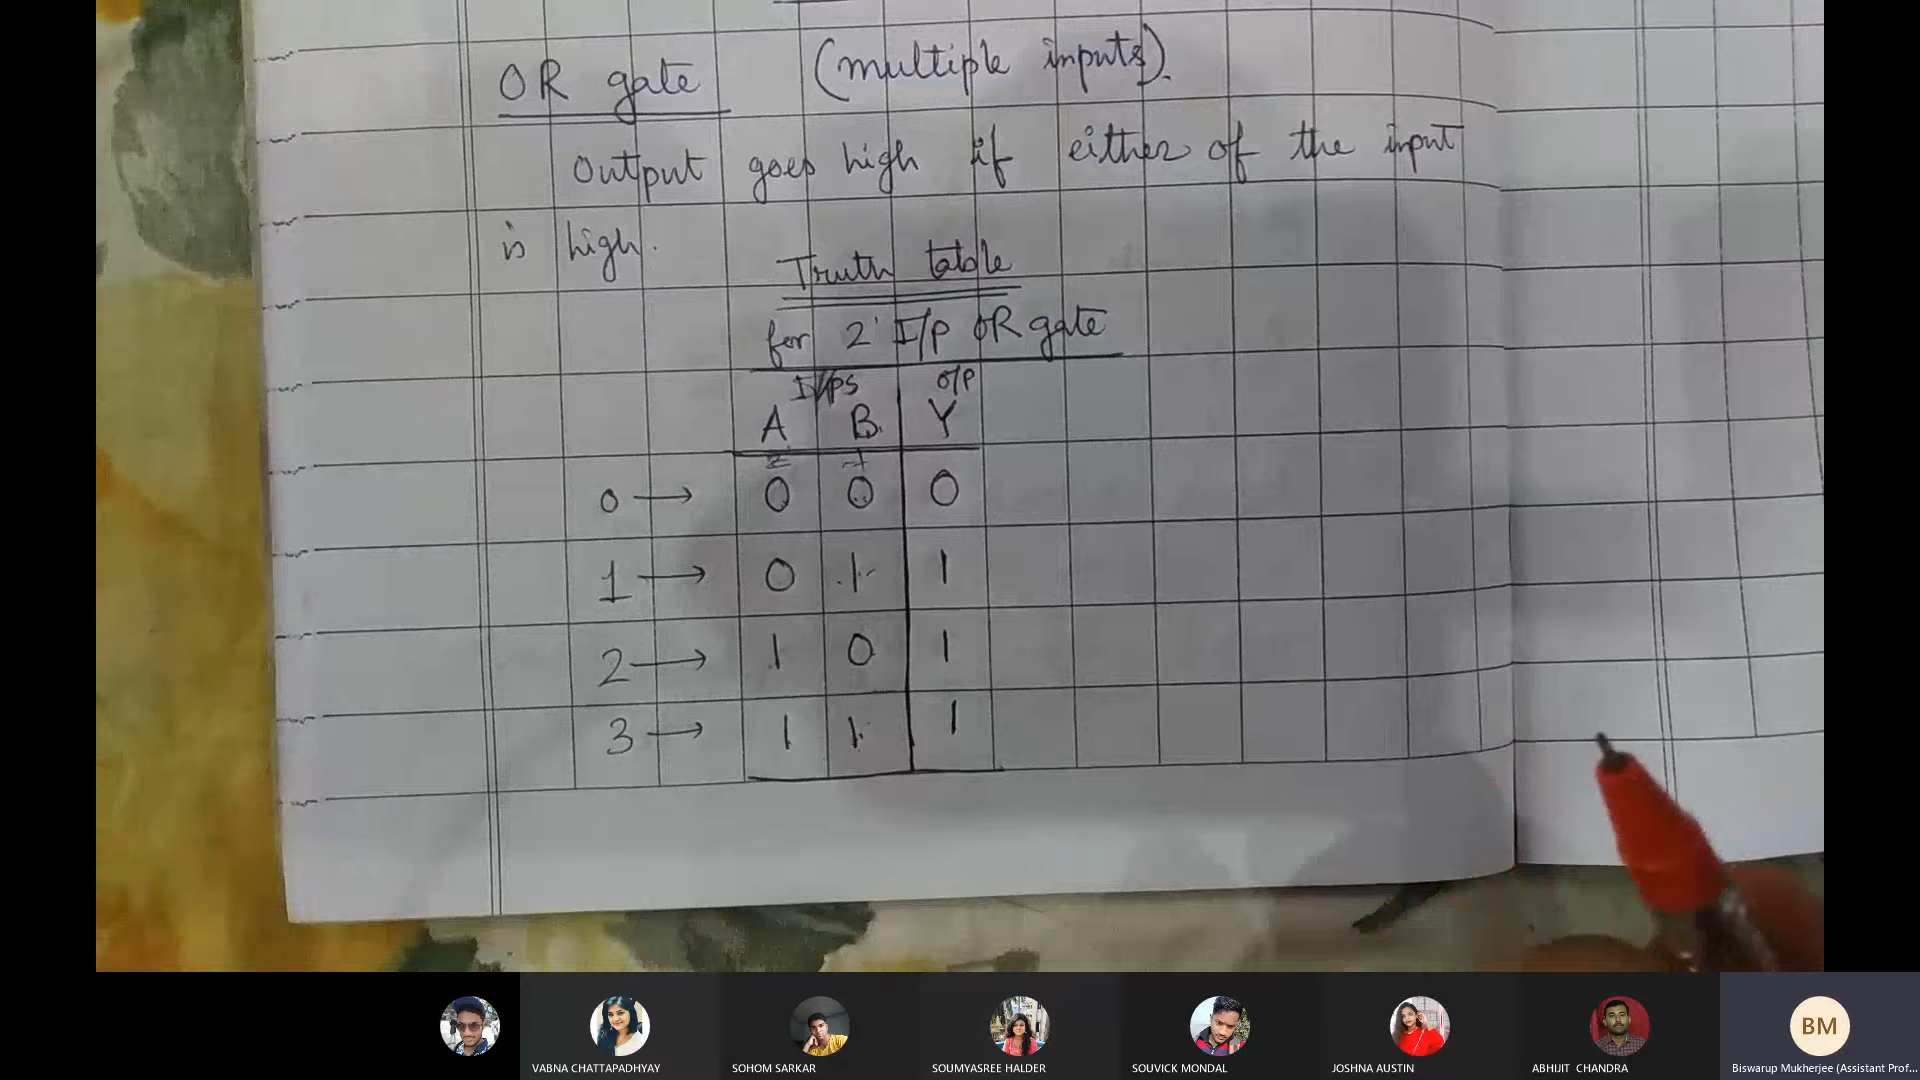 OR gate (multiple inputs).
Output goes high if either of the input
is high.
Truth table
for 2 I/P OR gate
I/Ps O/P
A B Y
2 1
0 → 0 0 0
1 → 0 1 1
2 → 1 0 1
3 → 1 1 1
VABNA CHATTAPADHYAY SOHOM SARKAR SOUMYASREE HALDER SOUVICK MONDAL JOSHNA AUSTIN ABHIJIT CHANDRA BM
Biswarup Mukherjee (Assistant Prof...